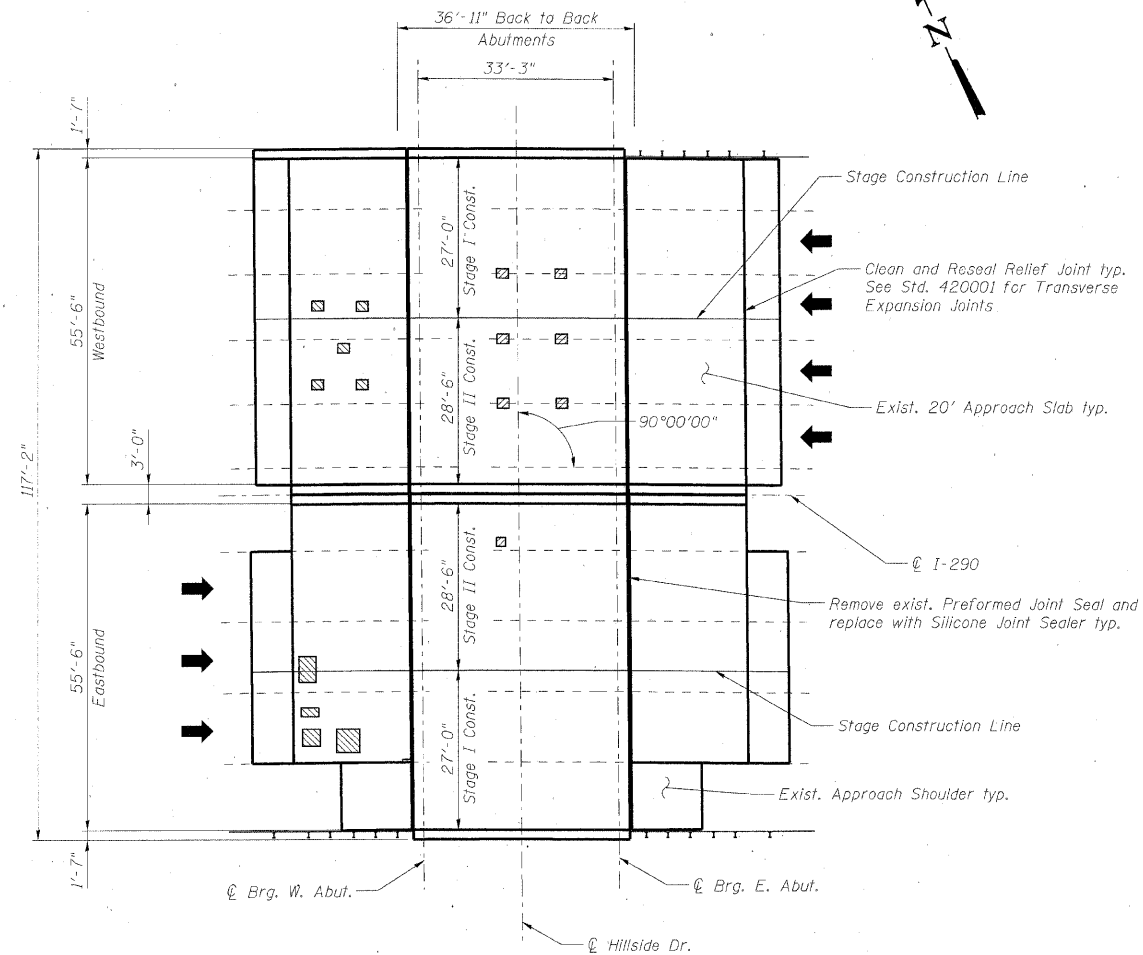 36'-11" Back to Back
Abutments
33'-3"
N
1'-7"
Stage Construction Line
27'-0"
Stage I Const.
Clean and Reseal Relief Joint typ.
See Std. 420001 for Transverse
Expansion Joints
55'-6"
Westbound
28'-6"
Stage II Const.
Exist. 20' Approach Slab typ.
90°00'00"
117'-2"
3'-0"
℄ I-290
28'-6"
Stage II Const.
Remove exist. Preformed Joint Seal and
replace with Silicone Joint Sealer typ.
55'-6"
Eastbound
Stage Construction Line
27'-0"
Stage I Const.
Exist. Approach Shoulder typ.
1'-7"
℄ Brg. W. Abut.
℄ Brg. E. Abut.
℄ Hillside Dr.